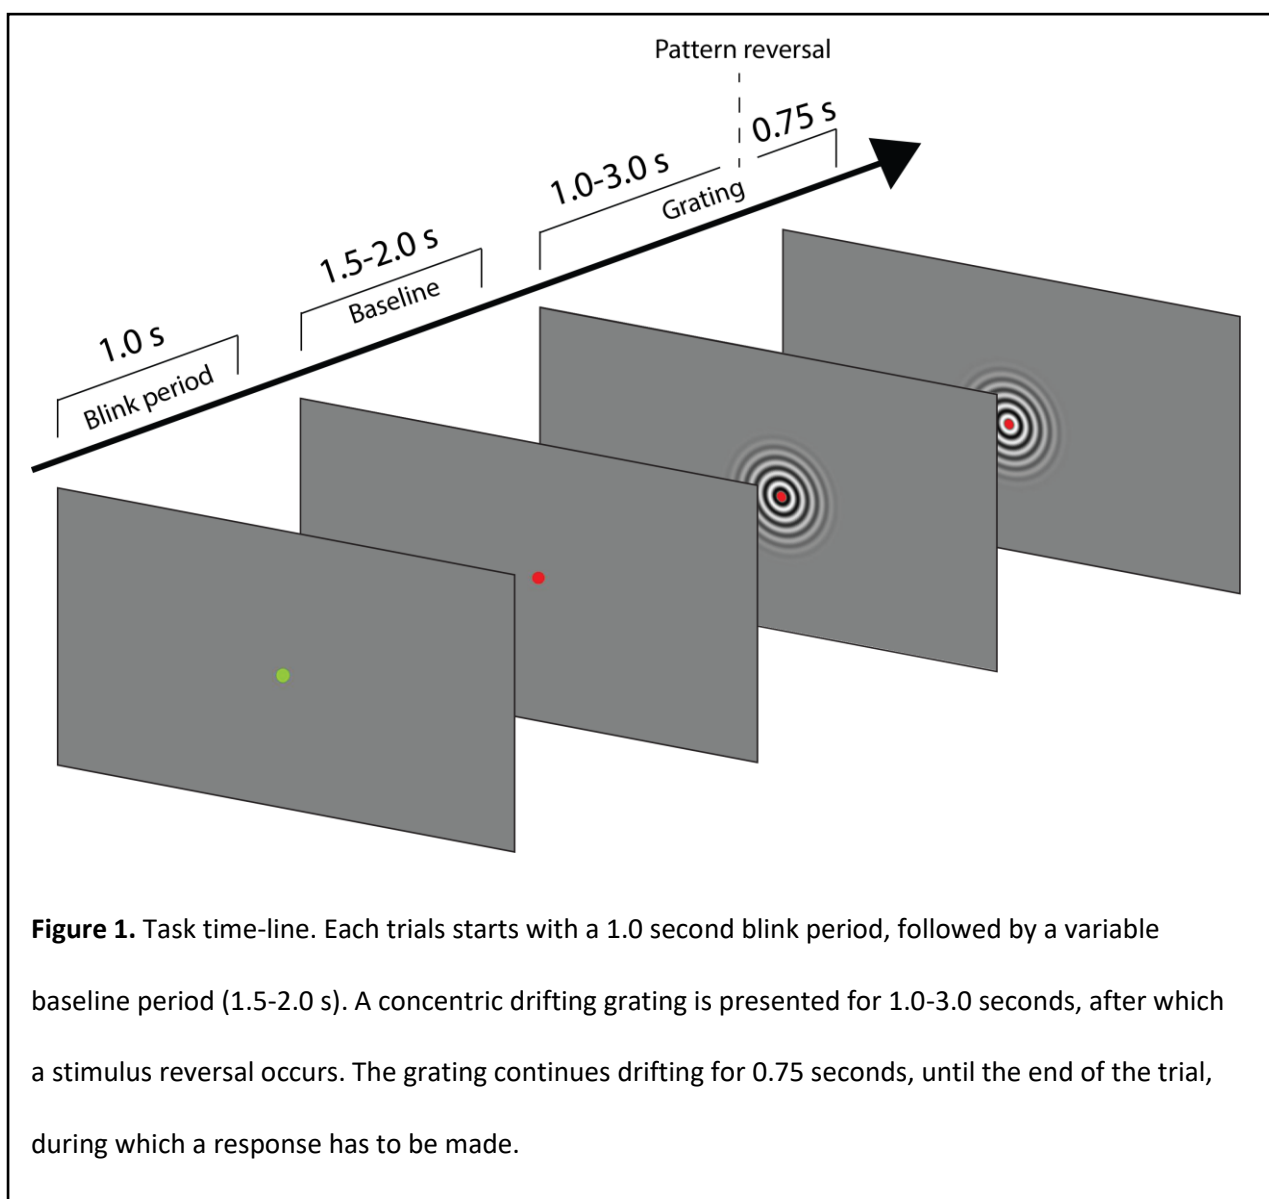 Pattern reversal
0.75 s
1.0-3.0 s
Grating
1.5-2.0 s
Baseline
1.0 s
Blink period
Figure 1. Task time-line. Each trials starts with a 1.0 second blink period, followed by a variable
baseline period (1.5-2.0 s). A concentric drifting grating is presented for 1.0-3.0 seconds, after which
a stimulus reversal occurs. The grating continues drifting for 0.75 seconds, until the end of the trial,
during which a response has to be made.